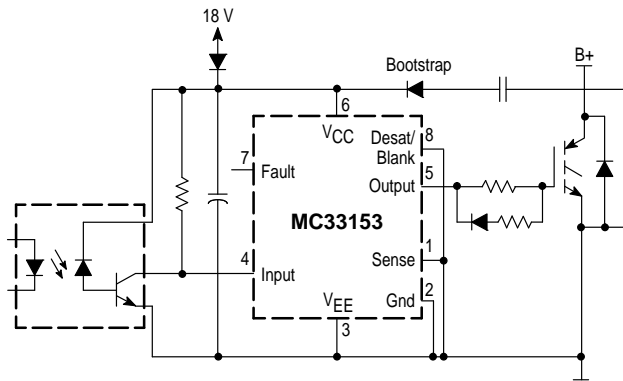 18 V
Bootstrap
B+
6
VCC
Desat/
Blank
8
7
Fault
5
Output
MC33153
4
Input
1
Sense
2
Gnd
VEE
3